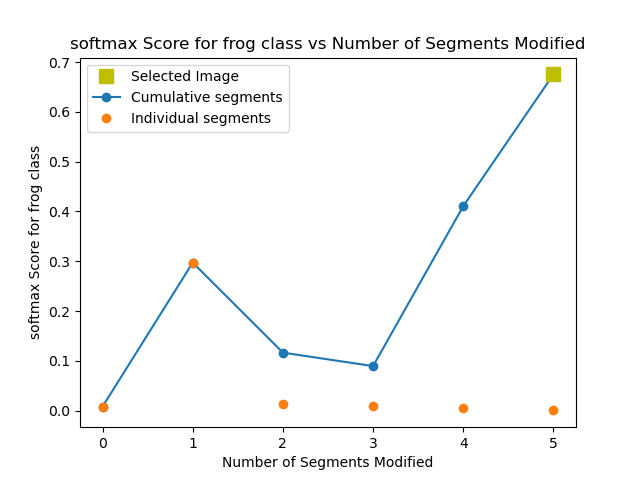 softmax Score for frog class vs Number of Segments Modified
0.7
Selected Image
Cumulative segments
Individual segments
0.6
0.5
0.4
0.3
0.2
0.1
0.0
softmax Score for frog class
0 1 2 3 4 5
Number of Segments Modified